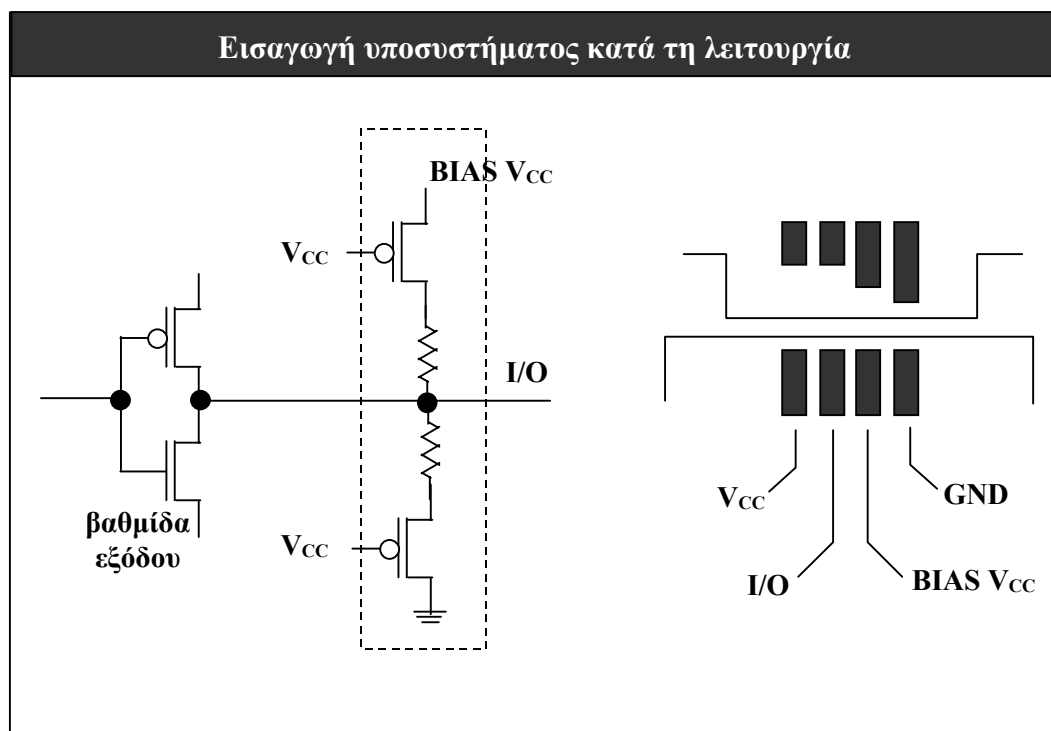 Εισαγωγή υποσυστήματος κατά τη λειτουργία
BIAS VCC
VCC
I/O
βαθμίδα
εξόδου
VCC
VCC
GND
I/O
BIAS VCC